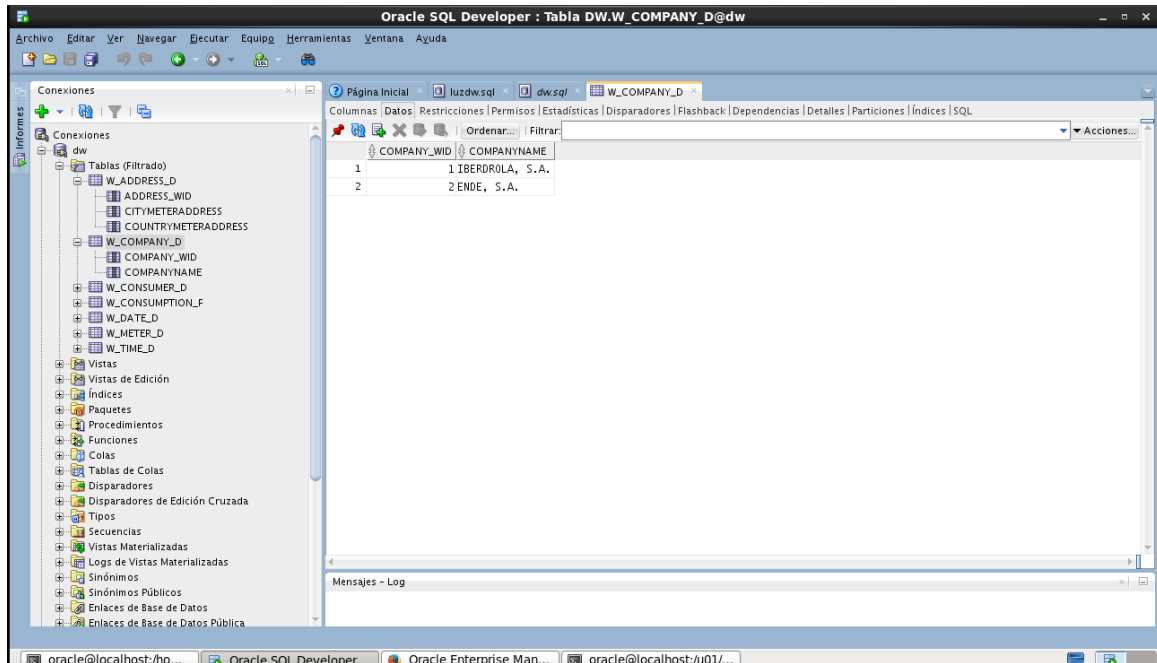 Oracle SQL Developer : Tabla DW.W_COMPANY_D@dw
Archivo Editar Ver Navegar Ejecutar Equipo Herramientas Ventana Ayuda
Conexiones
Informes
Conexiones
dw
Tablas (Filtrado)
W_ADDRESS_D
ADDRESS_WID
CITYMETERADDRESS
COUNTRYMETERADDRESS
W_COMPANY_D
COMPANY_WID
COMPANYNAME
W_CONSUMER_D
W_CONSUMPTION_F
W_DATE_D
W_METER_D
W_TIME_D
Vistas
Vistas de Edición
Índices
Paquetes
Procedimientos
Funciones
Colas
Tablas de Colas
Disparadores
Disparadores de Edición Cruzada
Tipos
Secuencias
Vistas Materializadas
Logs de Vistas Materializadas
Sinónimos
Sinónimos Públicos
Enlaces de Base de Datos
Enlaces de Base de Datos Pública
Página Inicial luzdw.sql dw.sql W_COMPANY_D
Columnas Datos Restricciones |Permisos |Estadísticas |Disparadores |Flashback |Dependencias |Detalles |Particiones |Índices |SQL
Ordenar... Filtrar: Acciones...
COMPANY_WID COMPANYNAME
1 1 IBERDROLA, S.A.
2 2 ENDE, S.A.
Mensajes - Log
oracle@localhost:/ho... Oracle SQL Developer ... Oracle Enterprise Man... oracle@localhost:/u01/...